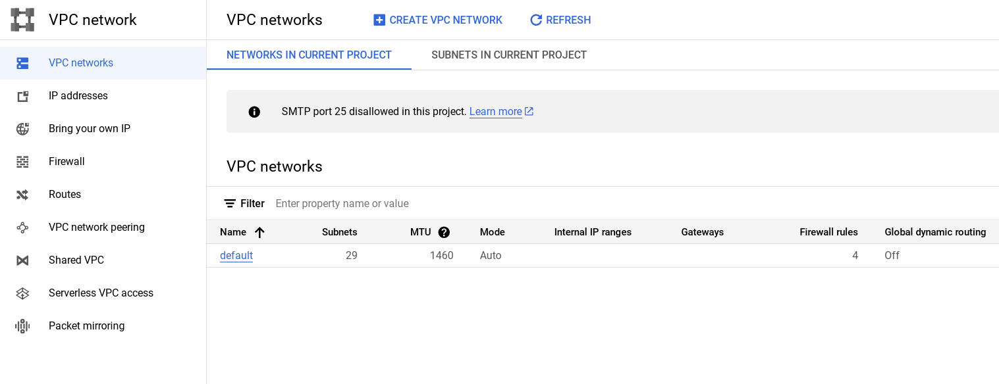 VPC network
VPC networks
IP addresses
Bring your own IP
Firewall
Routes
VPC network peering
Shared VPC
Serverless VPC access
Packet mirroring
VPC networks CREATE VPC NETWORK REFRESH
NETWORKS IN CURRENT PROJECT SUBNETS IN CURRENT PROJECT
SMTP port 25 disallowed in this project. Learn more
VPC networks
Filter Enter property name or value
Name Subnets MTU Mode Internal IP ranges Gateways Firewall rules Global dynamic routing
default 29 1460 Auto 4 Off